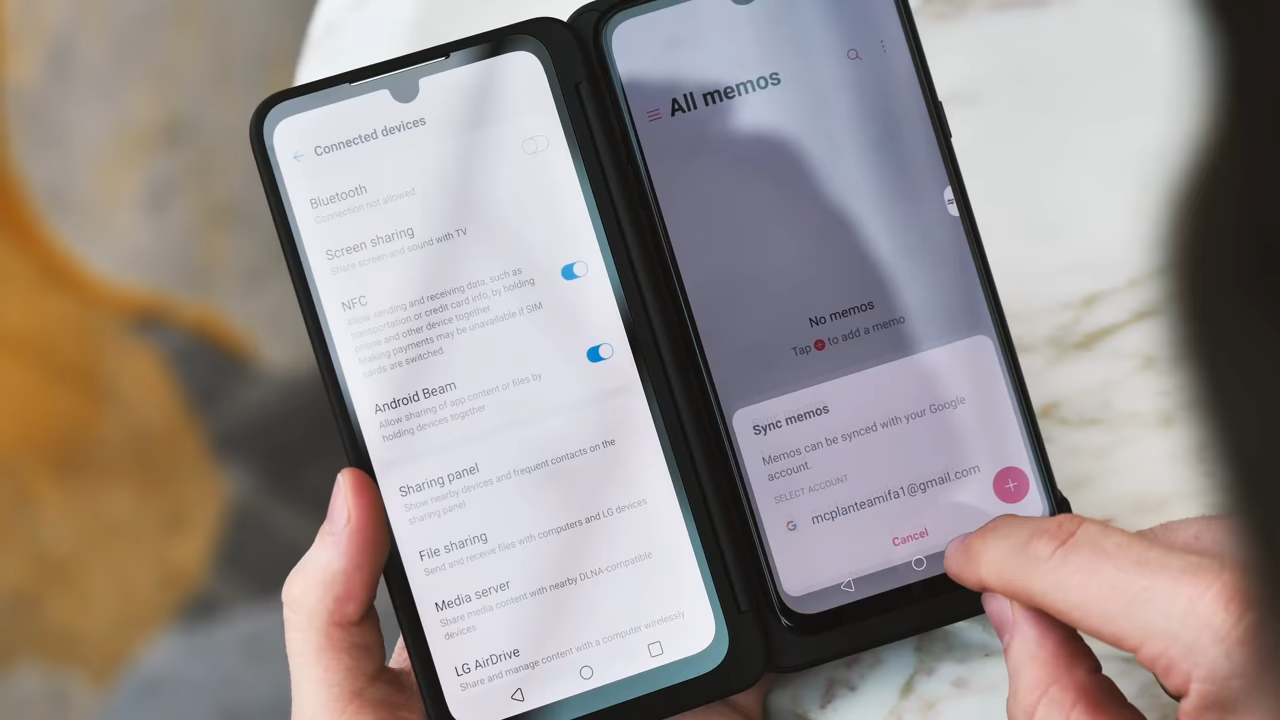 Connected devices
Bluetooth
Connection not allowed
Screen sharing
Share screen and sound with TV
NFC
Allow sending and receiving data, such as
transportation or credit card info, by holding
phone and other device together.
Making payments may be unavailable if SIM
cards are switched.
Android Beam
Allow sharing of app content or files by
holding devices together
Sharing panel
Show nearby devices and frequent contacts on the
sharing panel
File sharing
Send and receive files with computers and LG devices
Media server
Share media content with nearby DLNA-compatible
devices
LG AirDrive
Share and manage content with a computer wirelessly
All memos
No memos
Tap + to add a memo
Sync memos
Memos can be synced with your Google
account.
SELECT ACCOUNT
G mcplanteamifa1@gmail.com
Cancel